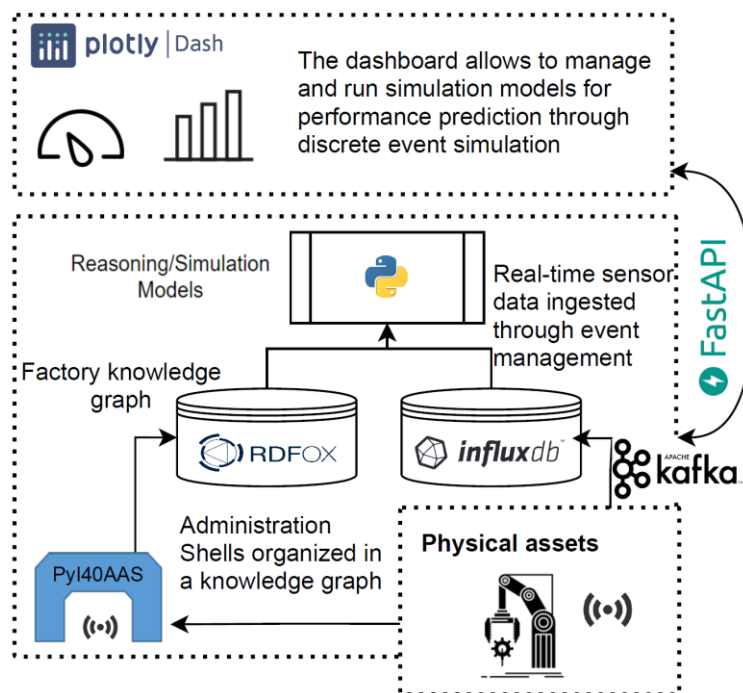 plotly | Dash
The dashboard allows to manage
and run simulation models for
performance prediction through
discrete event simulation
Reasoning/Simulation
Models
Real-time sensor
data ingested
through event
management
FastAPI
Factory knowledge
graph
RDFOX
influxdb™
APACHE
kafka
Administration
Shells organized in
a knowledge graph
PyI40AAS
Physical assets